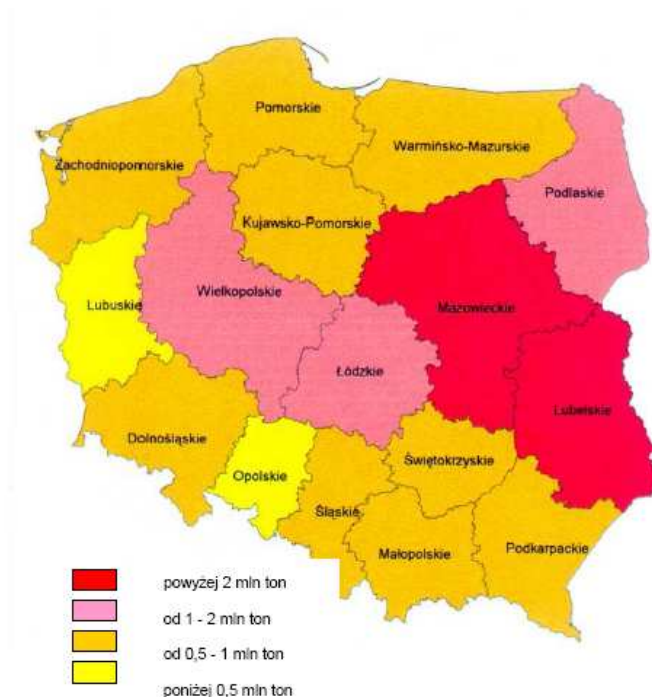 Pomorskie
Warmińsko-Mazurskie
Zachodniopomorskie
Podlaskie
Kujawsko-Pomorskie
Wielkopolskie
Lubuskie
Mazowieckie
Łódzkie
Lubelskie
Dolnośląskie
Świętokrzyskie
Opolskie
Śląskie
Małopolskie
Podkarpackie
powyżej 2 mln ton
od 1 - 2 mln ton
od 0,5 - 1 mln ton
poniżej 0,5 mln ton